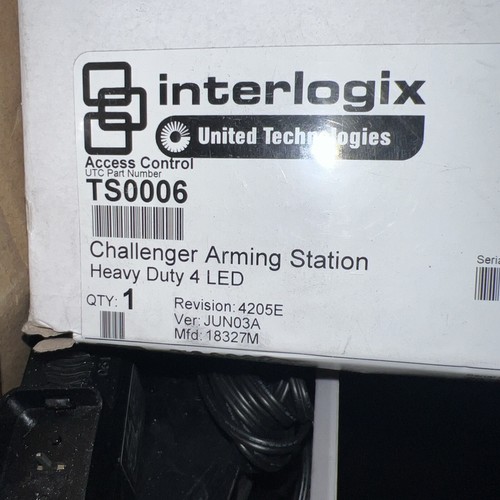 interlogix
United Technologies
Access Control
UTC Part Number
TS0006
Challenger Arming Station
Heavy Duty 4 LED
QTY: 1
Revision: 4205E
Ver: JUN03A
Mfd: 18327M